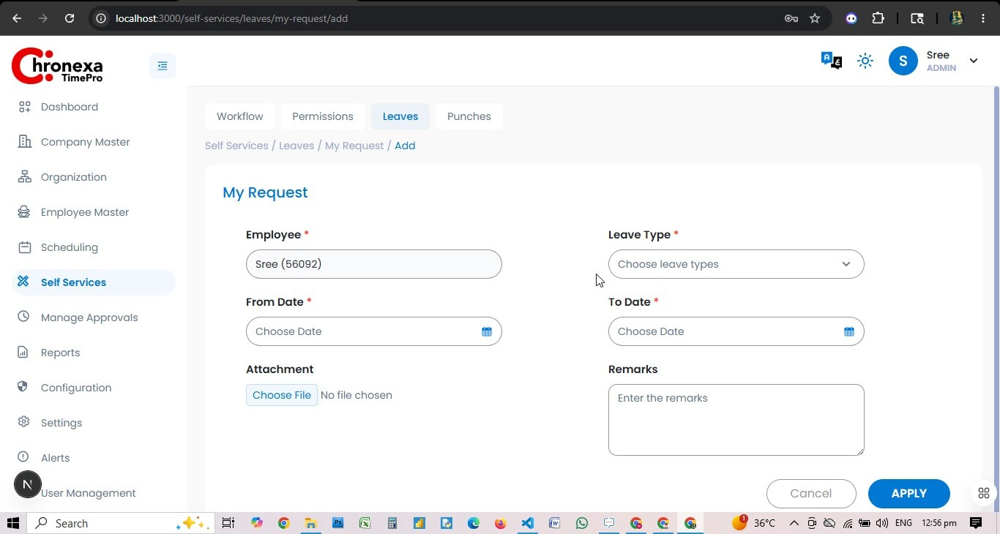 localhost:3000/self-services/leaves/my-request/add
Chronexa
TimePro
S
Sree
ADMIN
Dashboard
Company Master
Organization
Employee Master
Scheduling
Self Services
Manage Approvals
Reports
Configuration
Settings
Alerts
N
User Management
Workflow
Permissions
Leaves
Punches
Self Services / Leaves / My Request / Add
My Request
Employee *
Sree (56092)
Leave Type *
Choose leave types
From Date *
Choose Date
To Date *
Choose Date
Attachment
Choose File No file chosen
Remarks
Enter the remarks
Cancel
APPLY
Search
1
36°C
ENG
12:56 pm